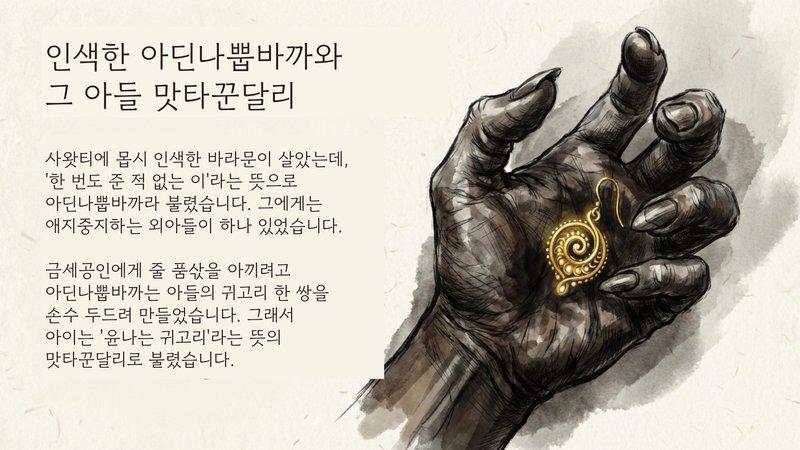 인색한 아딘나뿝바까와
그 아들 맛타꾼달리
사왓티에 몹시 인색한 바라문이 살았는데,
'한 번도 준 적 없는 이'라는 뜻으로
아딘나뿝바까라 불렸습니다. 그에게는
애지중지하는 외아들이 하나 있었습니다.
금세공인에게 줄 품삯을 아끼려고
아딘나뿝바까는 아들의 귀고리 한 쌍을
손수 두드려 만들었습니다. 그래서
아이는 '윤나는 귀고리'라는 뜻의
맛타꾼달리로 불렸습니다.